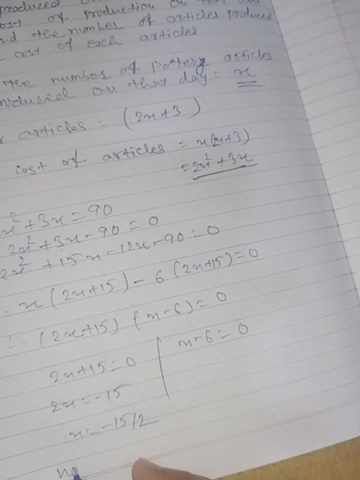 produced
cost of production on
nd the number of articles produced
cost of each articles
the number of Pottery articles
produced on that day = x
articles = (2x+3)
cost of articles = x(2x+3)
= 2x²+3x
x²+3x=90
2x²+3x-90=0
2x²+15x-12x-90=0
x(2x+15)-6(2x+15)=0
∴ (2x+15) (x-6)=0
2x+15=0 x-6=0
2x=-15
x=-15/2